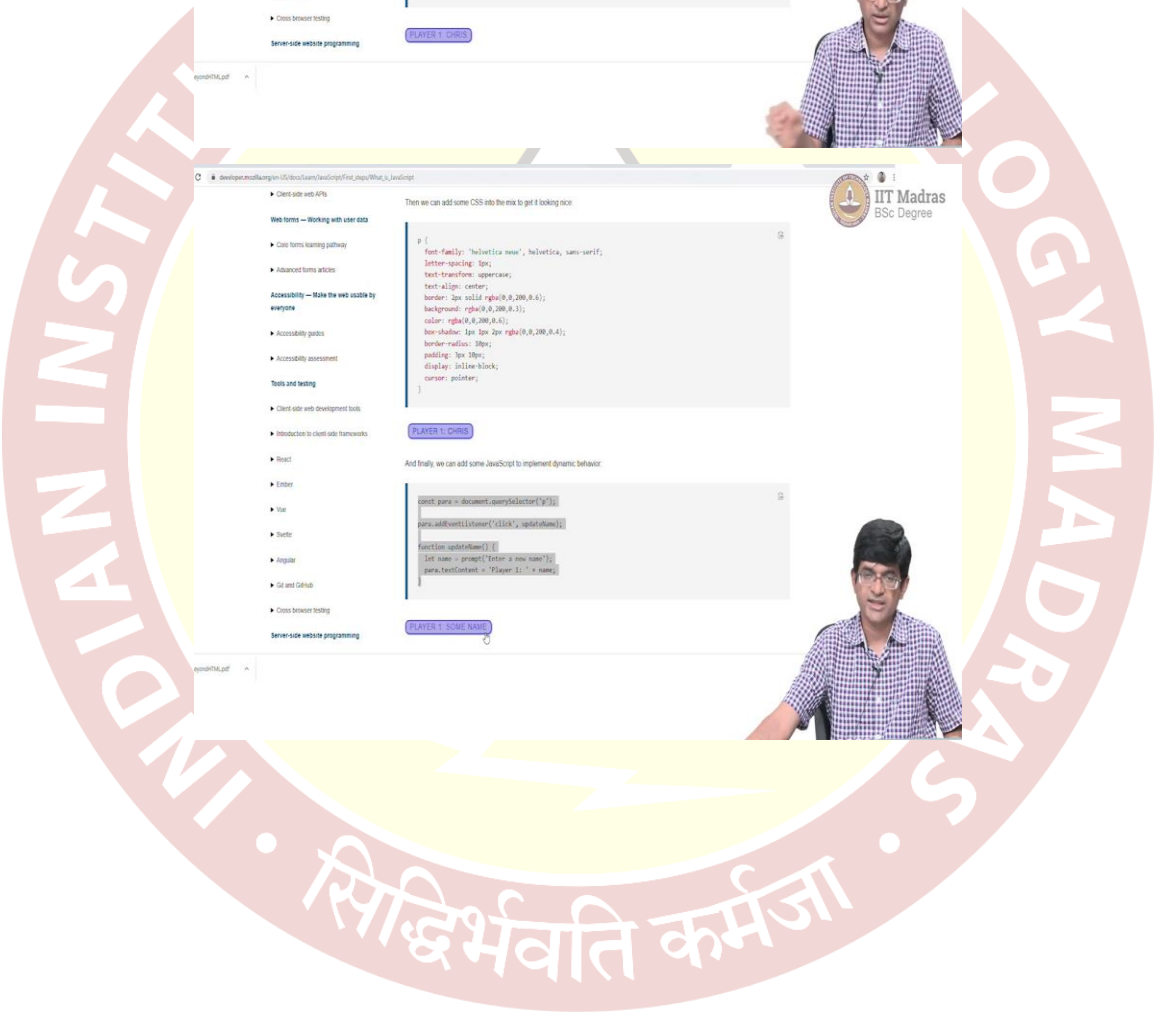 Cross browser testing
Server-side website programming
PLAYER 1: CHRIS
eyondHTML.pdf
developer.mozilla.org/en-US/docs/Learn/JavaScript/First_steps/What_is_JavaScript
IIT Madras
BSc Degree
Client-side web APIs
Web forms — Working with user data
Core forms learning pathway
Advanced forms articles
Accessibility — Make the web usable by
everyone
Accessibility guides
Accessibility assessment
Tools and testing
Client-side web development tools
Introduction to client-side frameworks
React
Ember
Vue
Svelte
Angular
Git and GitHub
Cross browser testing
Server-side website programming
Then we can add some CSS into the mix to get it looking nice:
p {
font-family: 'helvetica neue', helvetica, sans-serif;
letter-spacing: 1px;
text-transform: uppercase;
text-align: center;
border: 2px solid rgba(0,0,200,0.6);
background: rgba(0,0,200,0.3);
color: rgba(0,0,200,0.6);
box-shadow: 1px 1px 2px rgba(0,0,200,0.4);
border-radius: 10px;
padding: 3px 10px;
display: inline-block;
cursor: pointer;
}
PLAYER 1: CHRIS
And finally, we can add some JavaScript to implement dynamic behavior:
const para = document.querySelector('p');
para.addEventListener('click', updateName);
function updateName() {
let name = prompt('Enter a new name');
para.textContent = 'Player 1: ' + name;
}
PLAYER 1: SOME NAME
eyondHTML.pdf
INDIAN INSTIT
OLOGY MADRAS
सिद्धिर्भवति कर्मजा